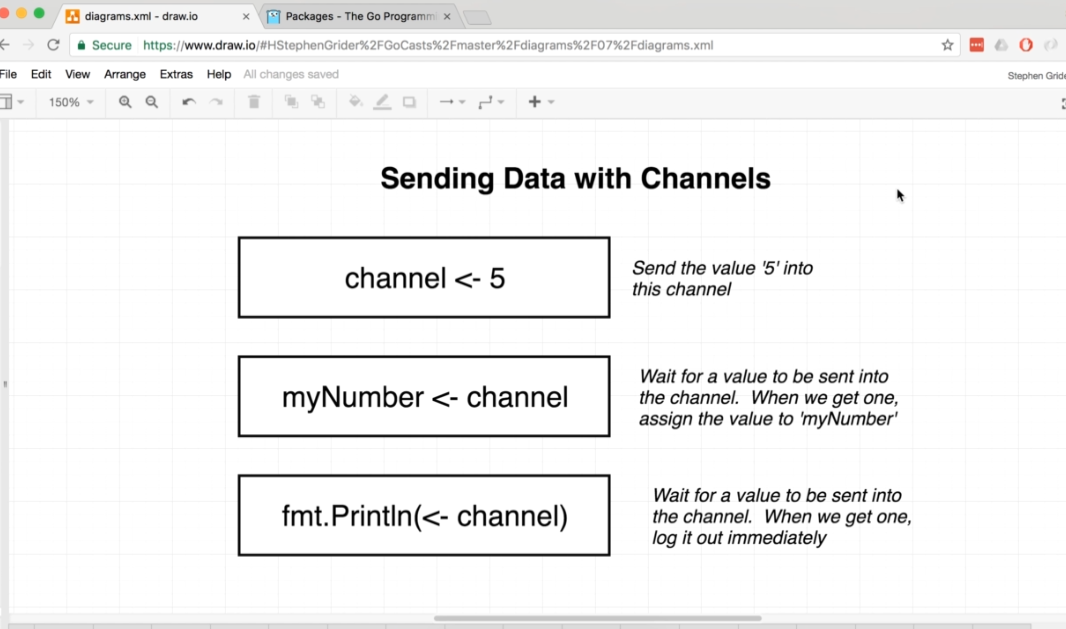 diagrams.xml - draw.io
Packages - The Go Programmi
Secure https://www.draw.io/#HStephenGrider%2FGoCasts%2Fmaster%2Fdiagrams%2F07%2Fdiagrams.xml
File Edit View Arrange Extras Help All changes saved
Stephen Gride
150%
Sending Data with Channels
channel <- 5
Send the value '5' into
this channel
myNumber <- channel
Wait for a value to be sent into
the channel. When we get one,
assign the value to 'myNumber'
fmt.Println(<- channel)
Wait for a value to be sent into
the channel. When we get one,
log it out immediately